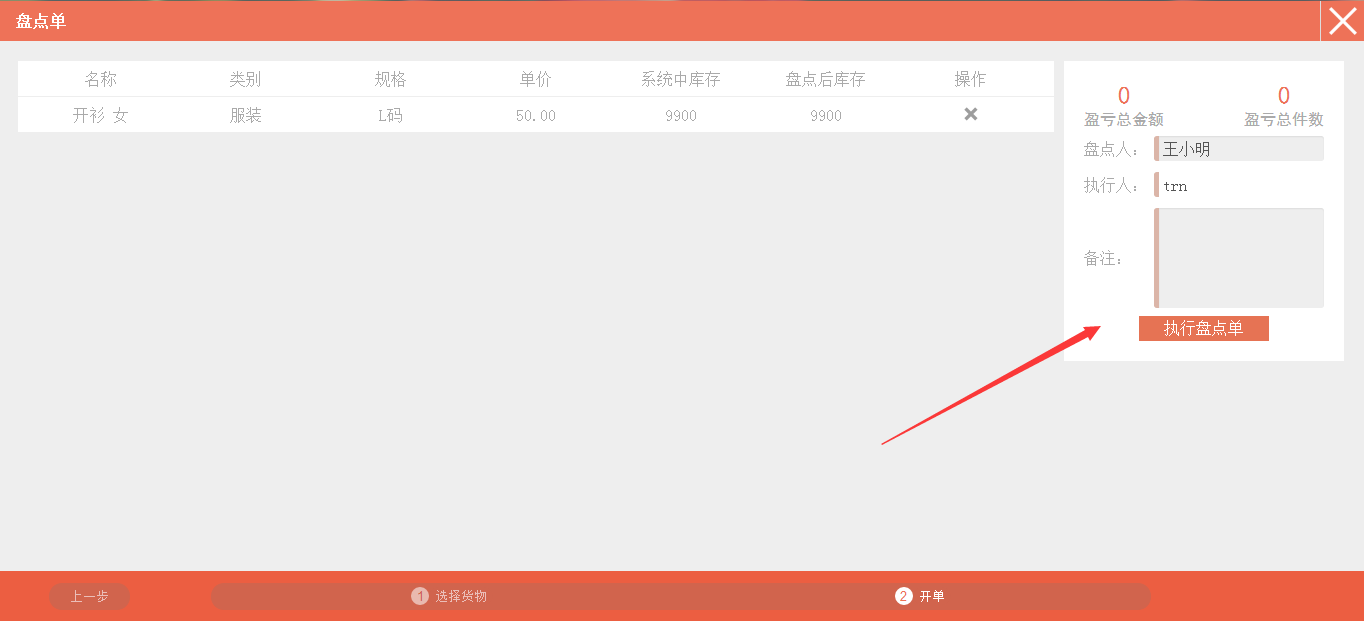 盘点单
名称 类别 规格 单价 系统中库存 盘点后库存 操作
开衫 女 服装 L码 50.00 9900 9900
0 0
盈亏总金额 盈亏总件数
盘点人： 王小明
执行人： trn
备注：
执行盘点单
上一步 1 选择货物 2 开单